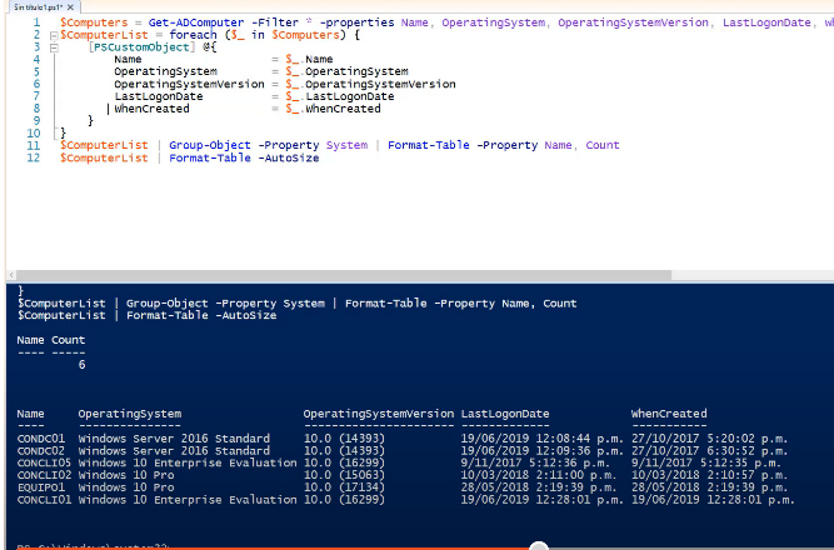 Sin título1.ps1* X
1 $Computers = Get-ADComputer -Filter * -properties Name, OperatingSystem, OperatingSystemVersion, LastLogonDate,
2 $ComputerList = foreach ($_ in $Computers) {
3 [PSCustomObject] @{
4 Name = $_.Name
5 OperatingSystem = $_.OperatingSystem
6 OperatingSystemVersion = $_.OperatingSystemVersion
7 LastLogonDate = $_.LastLogonDate
8 WhenCreated = $_.WhenCreated
9 }
10 }
11 $ComputerList | Group-Object -Property System | Format-Table -Property Name, Count
12 $ComputerList | Format-Table -AutoSize
}
$ComputerList | Group-Object -Property System | Format-Table -Property Name, Count
$ComputerList | Format-Table -AutoSize
Name Count
---- -----
6
Name OperatingSystem OperatingSystemVersion LastLogonDate WhenCreated
---- --------------- ---------------------- ------------- -----------
CONDC01 Windows Server 2016 Standard 10.0 (14393) 19/06/2019 12:08:44 p.m. 27/10/2017 5:20:02 p.m.
CONDC02 Windows Server 2016 Standard 10.0 (14393) 19/06/2019 12:09:36 p.m. 27/10/2017 6:30:52 p.m.
CONCLI05 Windows 10 Enterprise Evaluation 10.0 (16299) 9/11/2017 5:12:36 p.m. 9/11/2017 5:12:35 p.m.
CONCLI02 Windows 10 Pro 10.0 (15063) 10/03/2018 2:11:00 p.m. 10/03/2018 2:10:57 p.m.
EQUIPO1 Windows 10 Pro 10.0 (17134) 28/05/2018 2:19:39 p.m. 28/05/2018 2:19:39 p.m.
CONCLI01 Windows 10 Enterprise Evaluation 10.0 (16299) 19/06/2019 12:28:01 p.m. 19/06/2019 12:28:01 p.m.